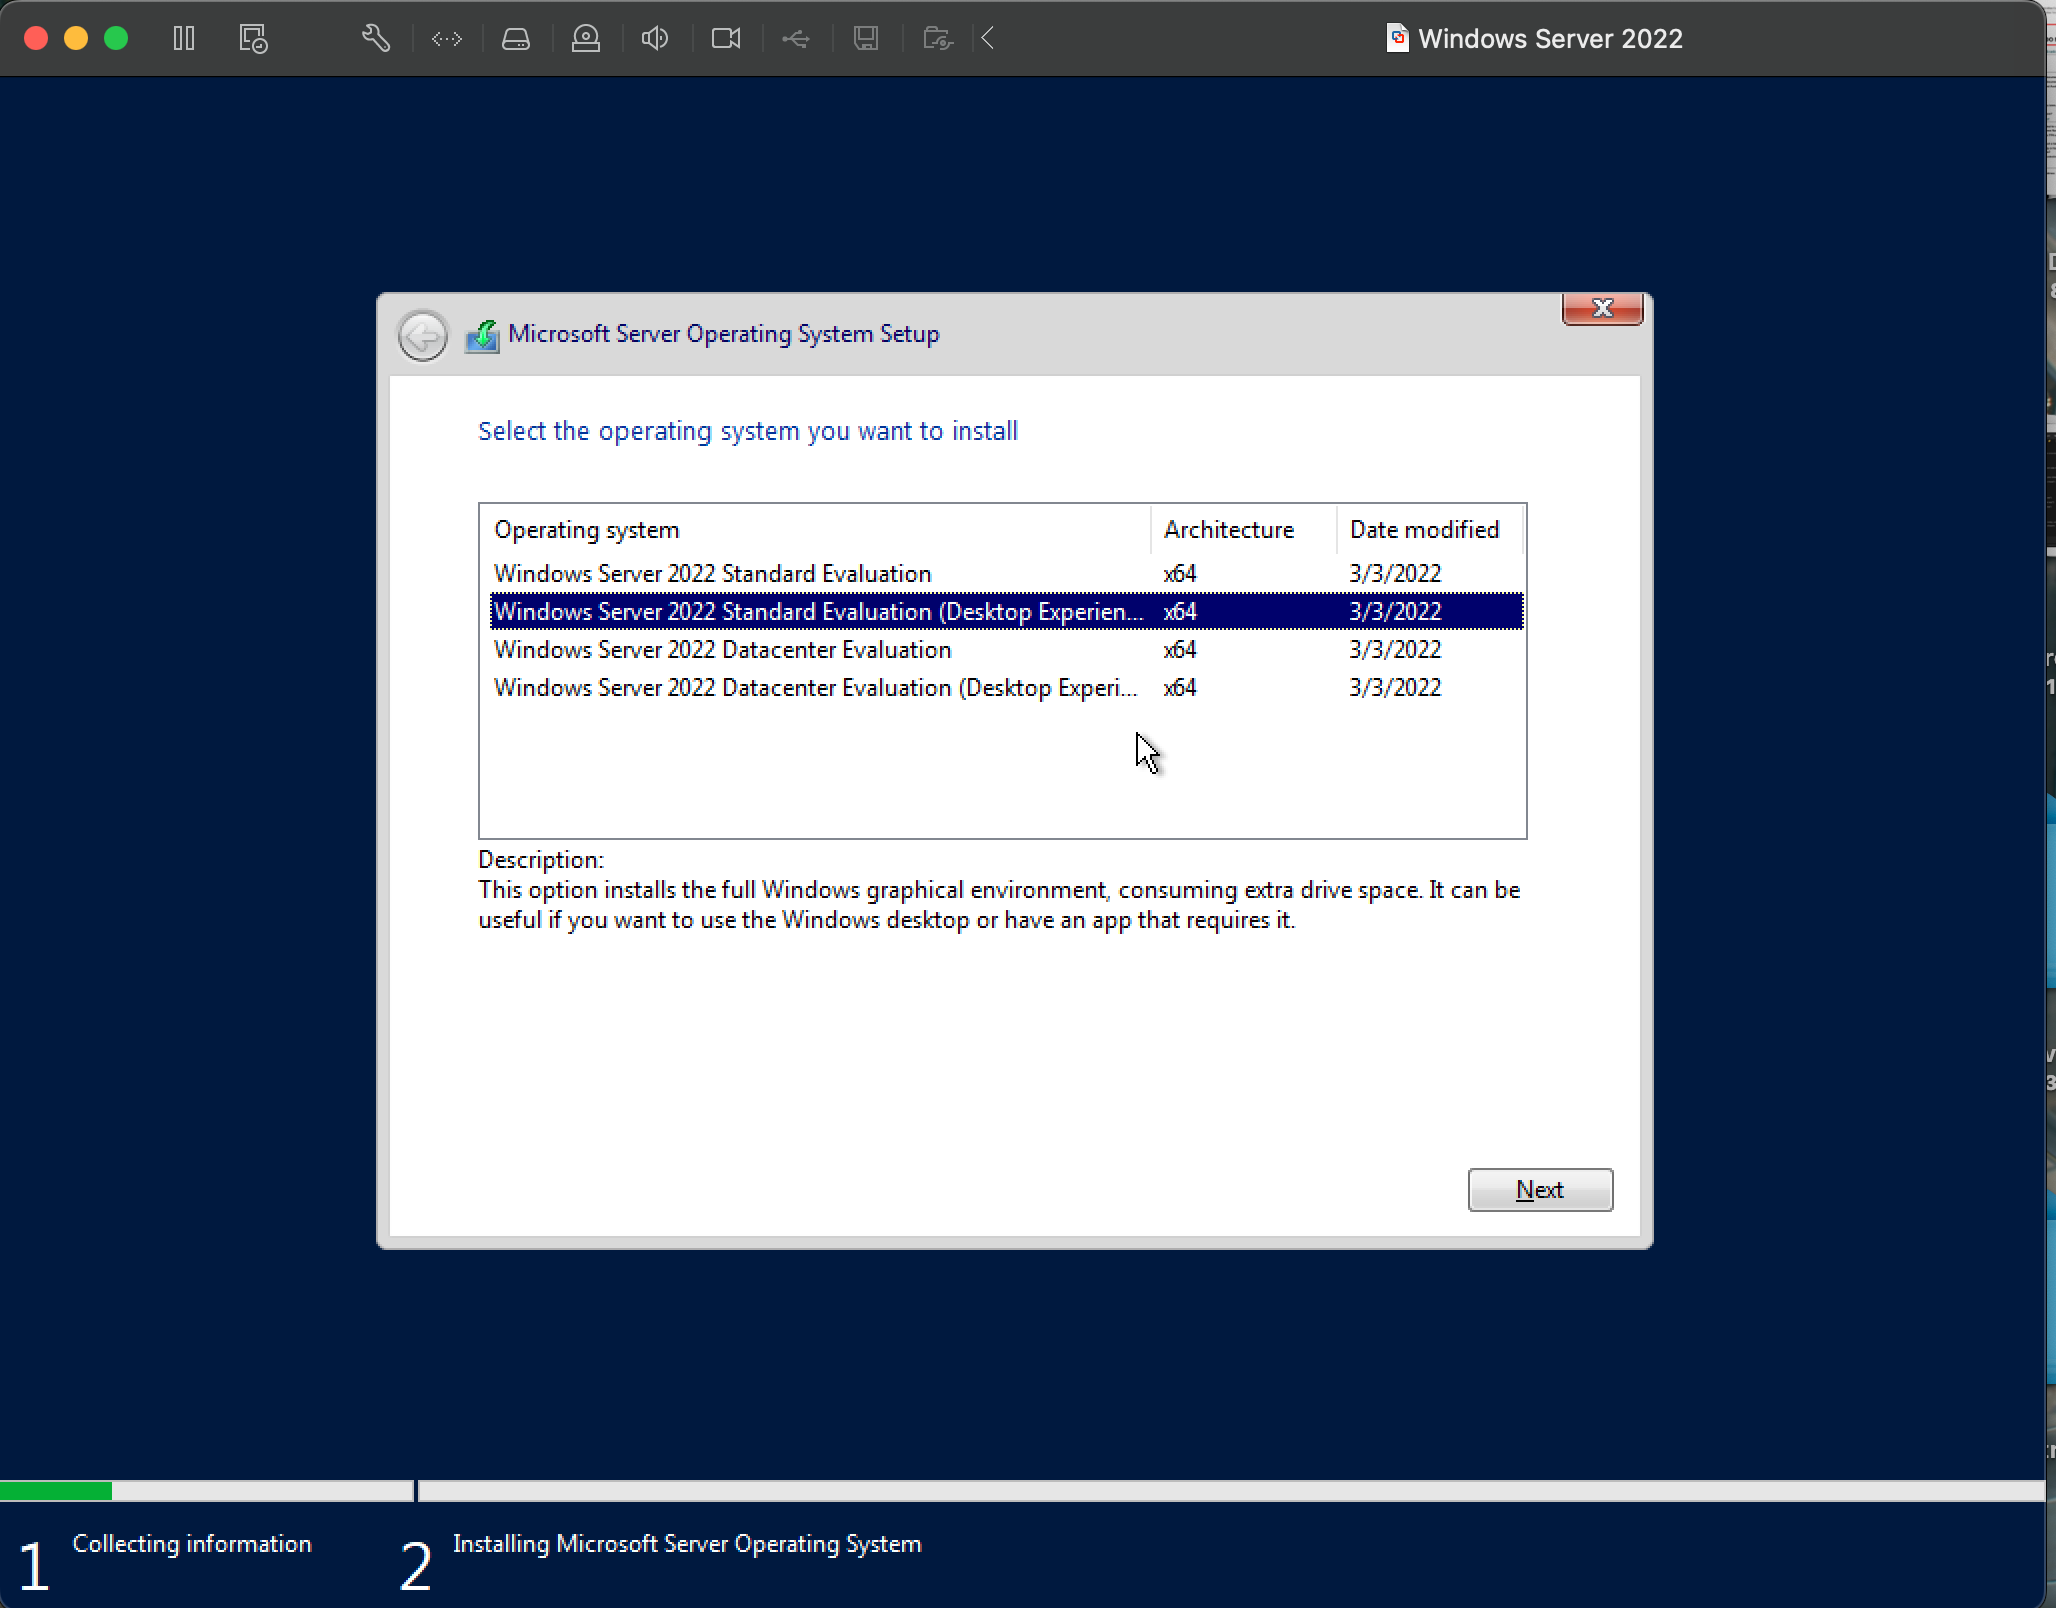 Windows Server 2022
Microsoft Server Operating System Setup
Select the operating system you want to install
Operating system Architecture Date modified
Windows Server 2022 Standard Evaluation x64 3/3/2022
Windows Server 2022 Standard Evaluation (Desktop Experien... x64 3/3/2022
Windows Server 2022 Datacenter Evaluation x64 3/3/2022
Windows Server 2022 Datacenter Evaluation (Desktop Experi... x64 3/3/2022
Description:
This option installs the full Windows graphical environment, consuming extra drive space. It can be
useful if you want to use the Windows desktop or have an app that requires it.
Next
1 Collecting information 2 Installing Microsoft Server Operating System